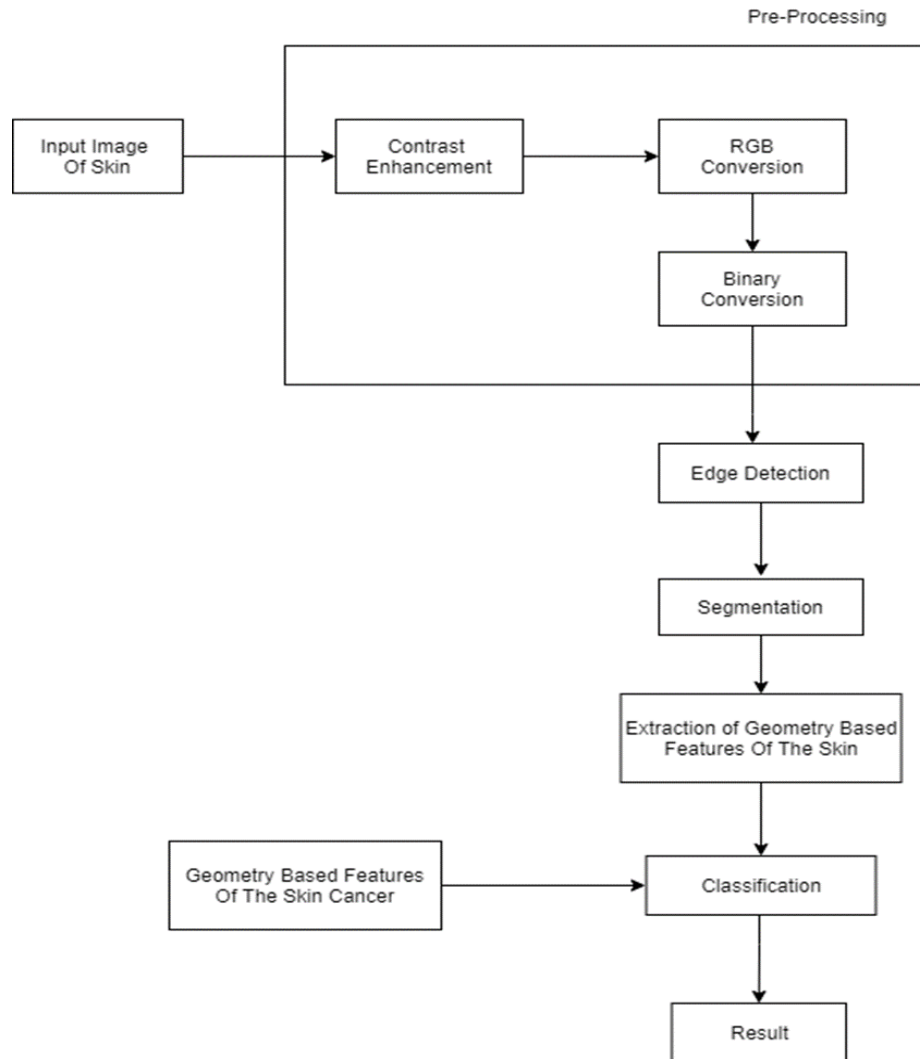 Pre-Processing
Input Image
Of Skin
Contrast
Enhancement
RGB
Conversion
Binary
Conversion
Edge Detection
Segmentation
Extraction of Geometry Based
Features Of The Skin
Geometry Based Features
Of The Skin Cancer
Classification
Result